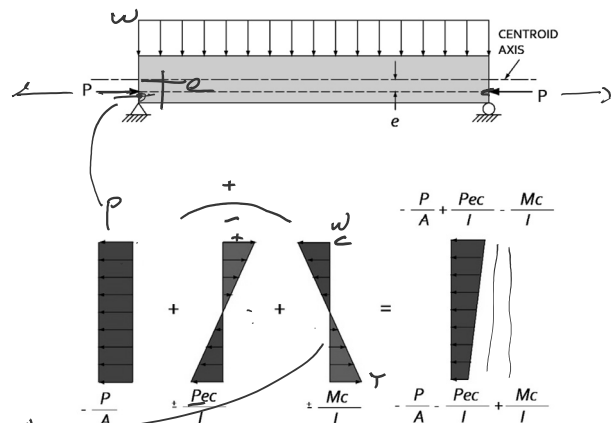 W
CENTROID
AXIS
P e P
e
+
P - W
+ C
- P/A + Pec/I - Mc/I
+ - + =
T
- P/A ± Pec/I ± Mc/I - P/A - Pec/I + Mc/I